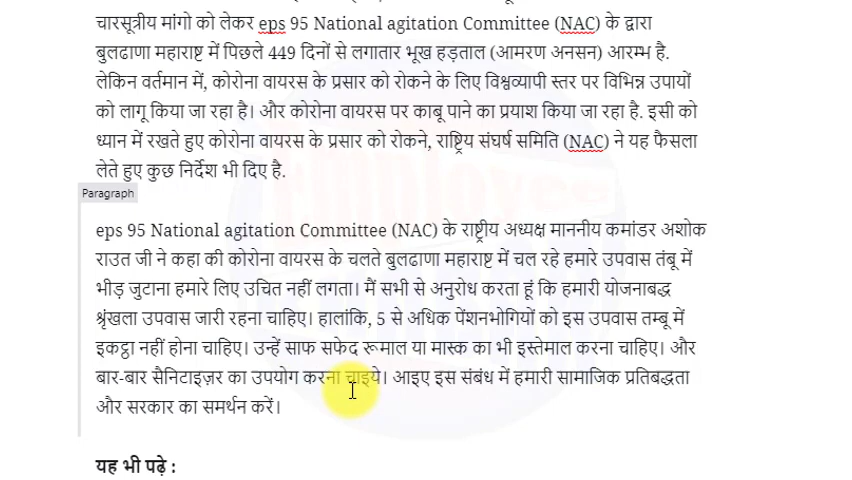 चारसूत्रीय मांगो को लेकर eps 95 National agitation Committee (NAC) के द्वारा
बुलढाणा महाराष्ट्र में पिछले 449 दिनों से लगातार भूख हड़ताल (आमरण अनसन) आरम्भ है.
लेकिन वर्तमान में, कोरोना वायरस के प्रसार को रोकने के लिए विश्वव्यापी स्तर पर विभिन्न उपायों
को लागू किया जा रहा है। और कोरोना वायरस पर काबू पाने का प्रयाश किया जा रहा है. इसी को
ध्यान में रखते हुए कोरोना वायरस के प्रसार को रोकने, राष्ट्रिय संघर्ष समिति (NAC) ने यह फैसला
लेते हुए कुछ निर्देश भी दिए है.
Paragraph
eps 95 National agitation Committee (NAC) के राष्ट्रीय अध्यक्ष माननीय कमांडर अशोक
राउत जी ने कहा की कोरोना वायरस के चलते बुलढाणा महाराष्ट्र में चल रहे हमारे उपवास तंबू में
भीड़ जुटाना हमारे लिए उचित नहीं लगता। मैं सभी से अनुरोध करता हूं कि हमारी योजनाबद्ध
श्रृंखला उपवास जारी रहना चाहिए। हालांकि, 5 से अधिक पेंशनभोगियों को इस उपवास तम्बू में
इकट्ठा नहीं होना चाहिए। उन्हें साफ सफेद रूमाल या मास्क का भी इस्तेमाल करना चाहिए। और
बार-बार सैनिटाइज़र का उपयोग करना चाइये। आइए इस संबंध में हमारी सामाजिक प्रतिबद्धता
और सरकार का समर्थन करें।
यह भी पढ़े :